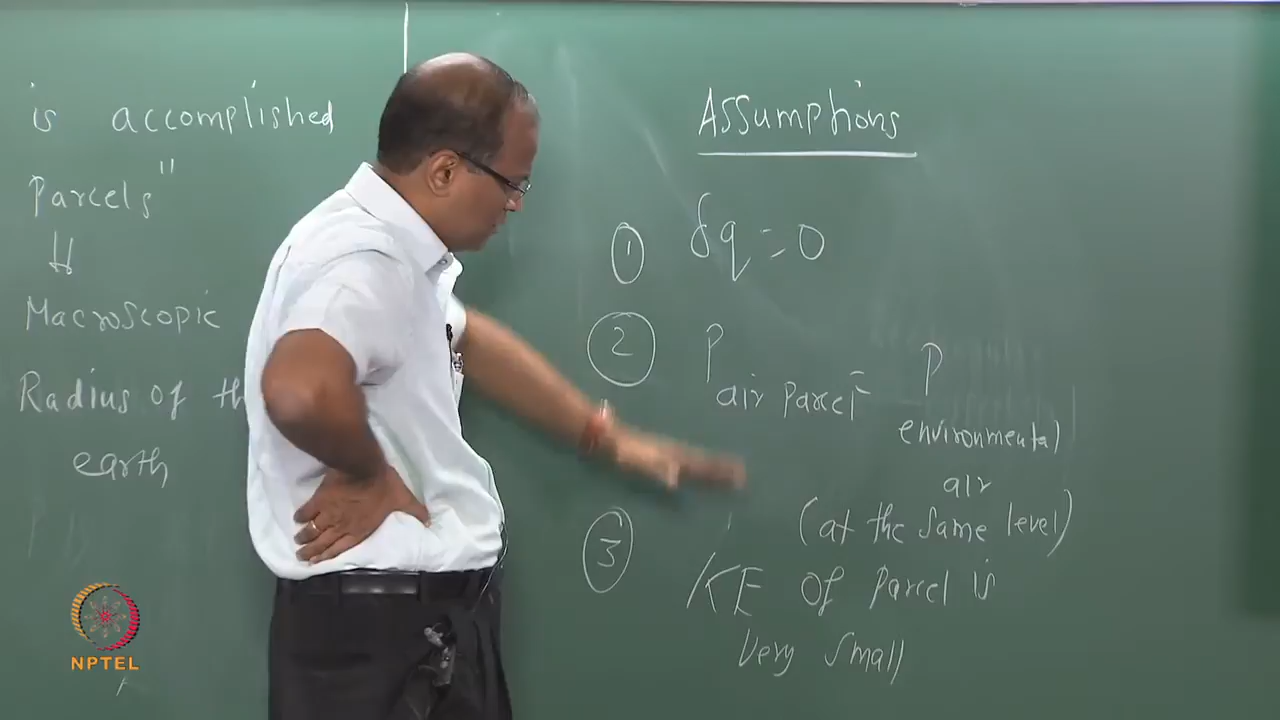 is accomplished
parcels"
Macroscopic
Radius of th
earth
Assumptions
① δq = 0
② P air parcel = P environmental air
(at the same level)
③ KE of parcel is
very small
NPTEL